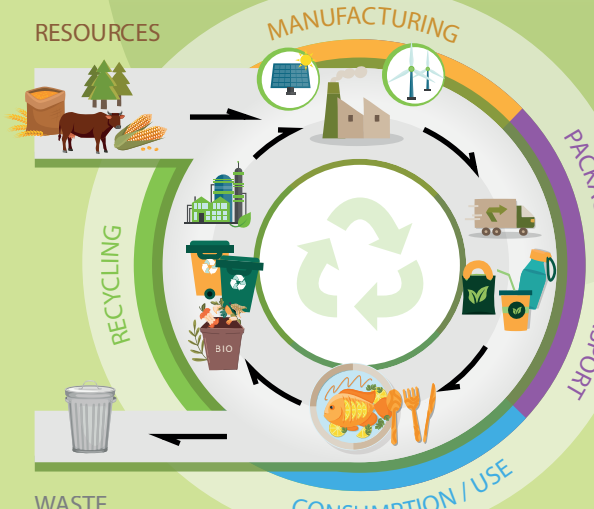 RESOURCES
MANUFACTURING
RECYCLING
BIO
CONSUMPTION / USE
WASTE